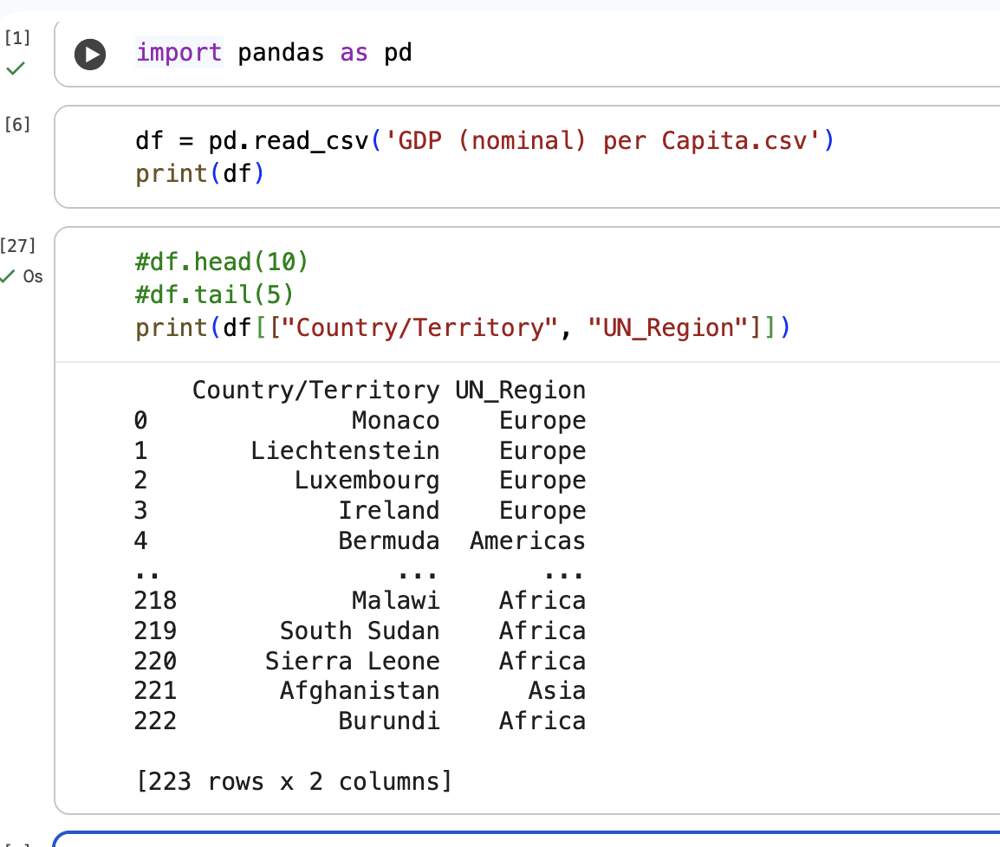 [1]
import pandas as pd
[6]
df = pd.read_csv('GDP (nominal) per Capita.csv')
print(df)
[27]
0s
#df.head(10)
#df.tail(5)
print(df[["Country/Territory", "UN_Region"]])
Country/Territory UN_Region
0 Monaco Europe
1 Liechtenstein Europe
2 Luxembourg Europe
3 Ireland Europe
4 Bermuda Americas
.. ... ...
218 Malawi Africa
219 South Sudan Africa
220 Sierra Leone Africa
221 Afghanistan Asia
222 Burundi Africa
[223 rows x 2 columns]